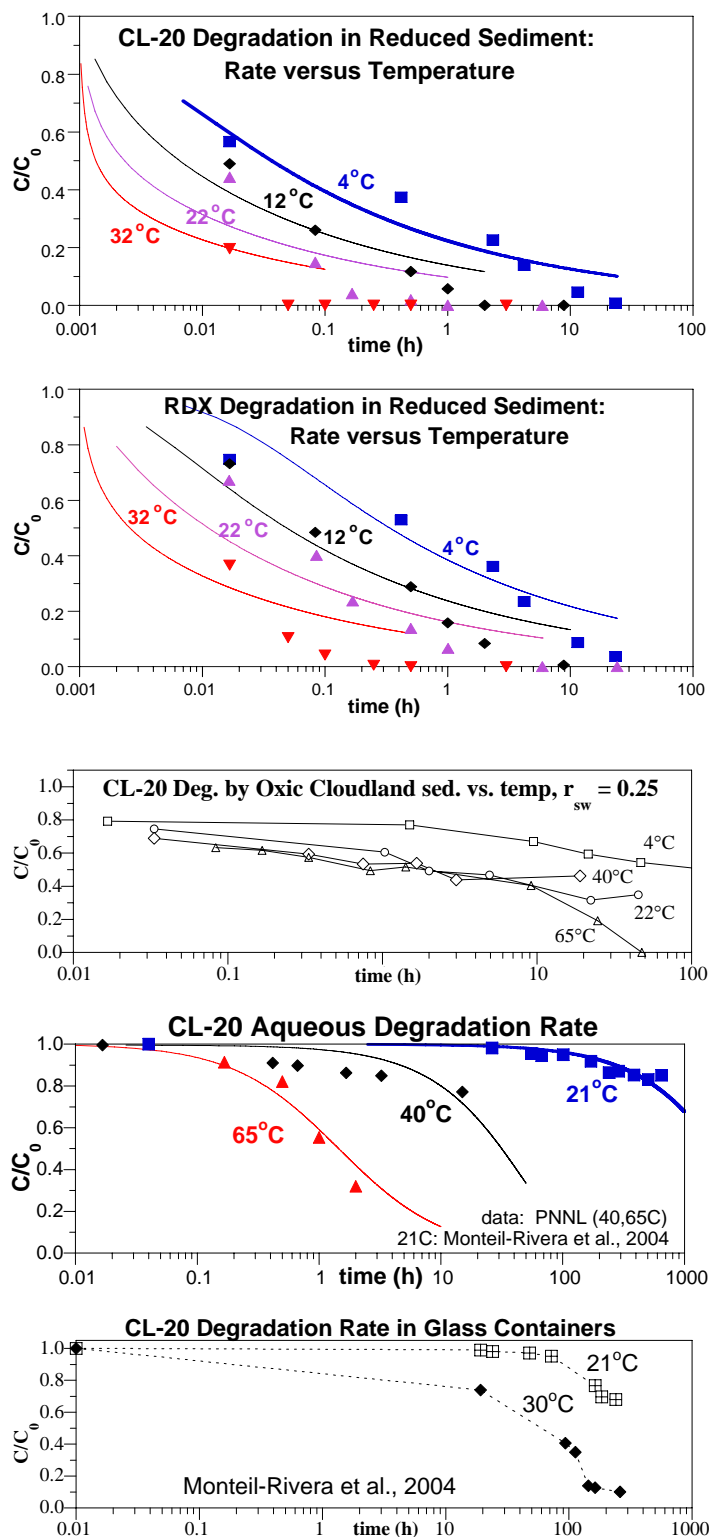 CL-20 Degradation in Reduced Sediment:
Rate versus Temperature
1.0
0.8
0.6
0.4
0.2
0.0
C/C0
4°C
12°C
22°C
32°C
0.001 0.01 0.1 1 10 100
time (h)
RDX Degradation in Reduced Sediment:
Rate versus Temperature
1.0
0.8
0.6
0.4
0.2
0.0
C/C0
32°C
22°C
12°C
4°C
0.001 0.01 0.1 1 10 100
time (h)
CL-20 Deg. by Oxic Cloudland sed. vs. temp, r_sw = 0.25
1.0
0.8
0.6
0.4
0.2
0.0
C/C0
4°C
40°C
22°C
65°C
0.01 0.1 1 10 100
time (h)
CL-20 Aqueous Degradation Rate
1.0
0.8
0.6
0.4
0.2
0.0
C/C0
65°C
40°C
21°C
data: PNNL (40,65C)
21C: Monteil-Rivera et al., 2004
0.01 0.1 1 10 100 1000
time (h)
CL-20 Degradation Rate in Glass Containers
1.0
0.8
0.6
0.4
0.2
0.0
C/C0
21°C
30°C
Monteil-Rivera et al., 2004
0.01 0.1 1 10 100 1000
time (h)